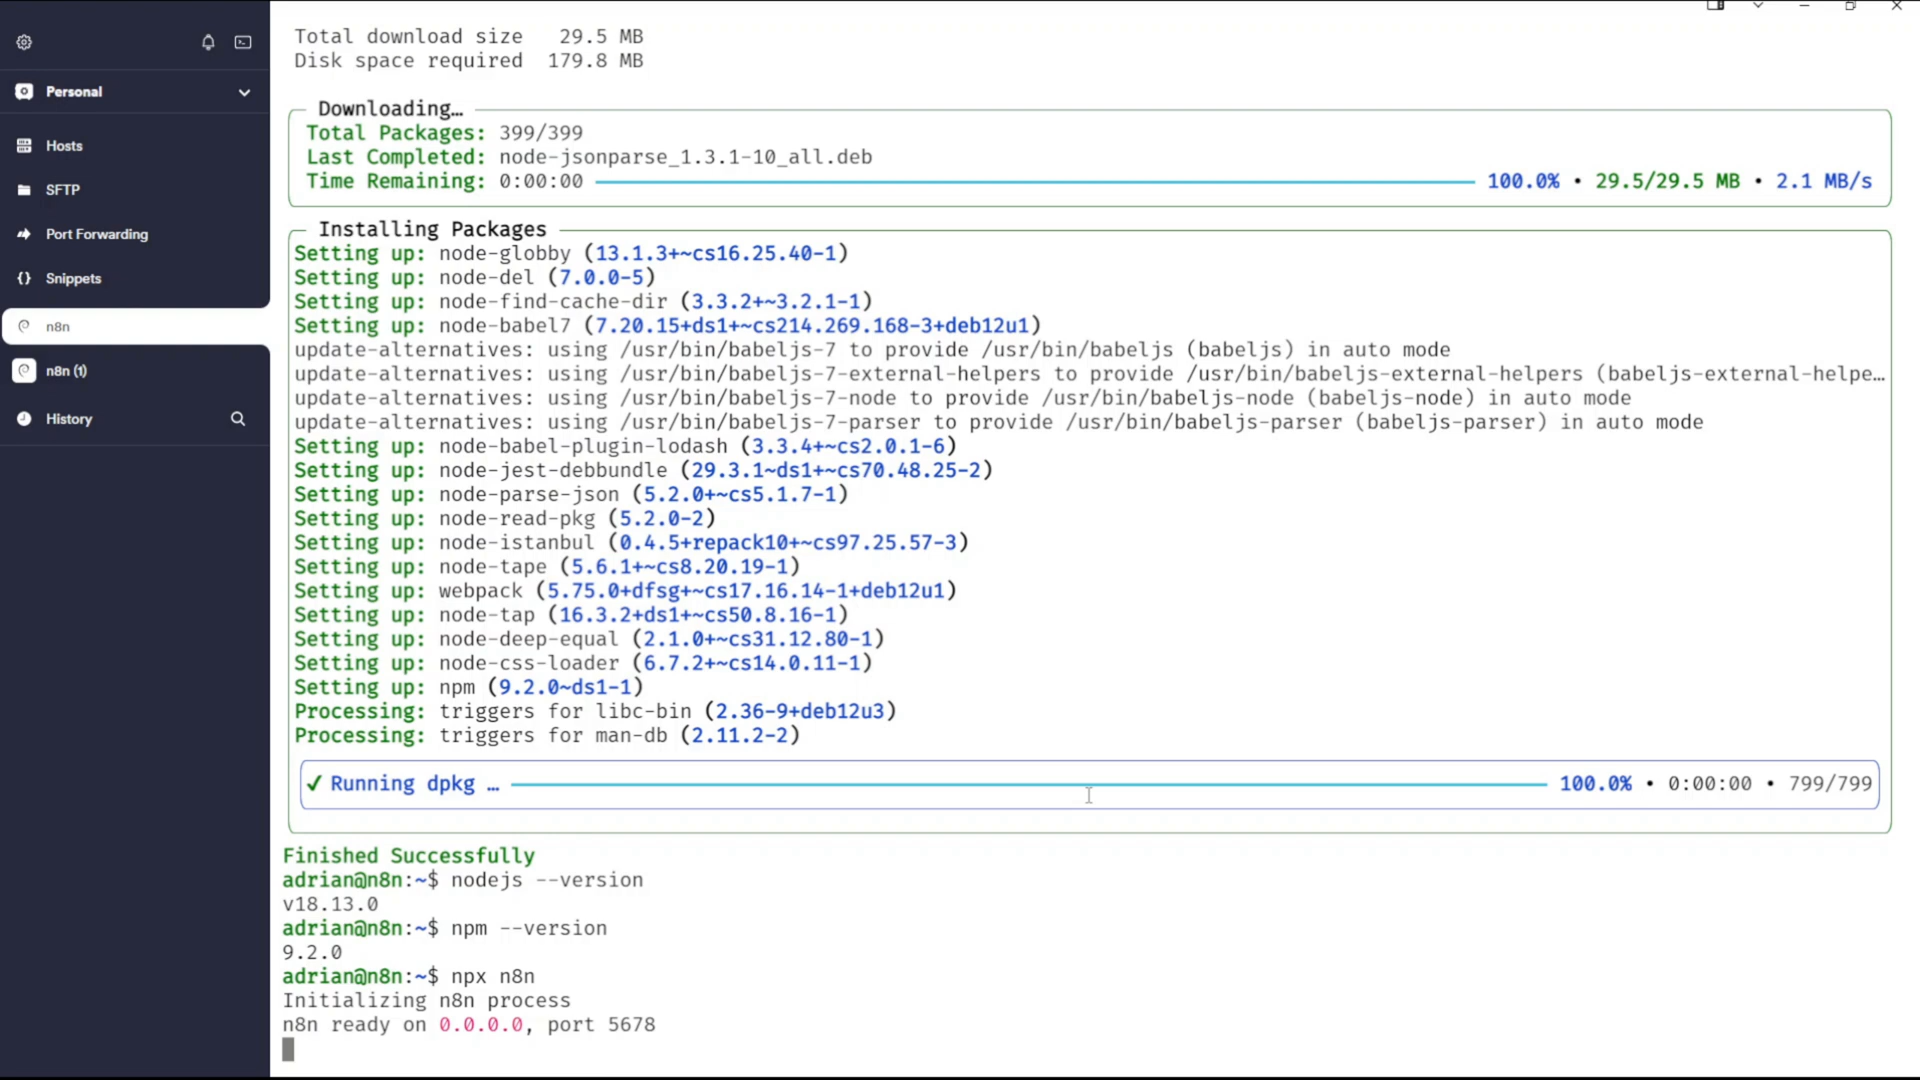 Personal
Hosts
SFTP
Port Forwarding
Snippets
n8n
n8n (1)
History
Total download size 29.5 MB
Disk space required 179.8 MB
Downloading…
Total Packages: 399/399
Last Completed: node-jsonparse_1.3.1-10_all.deb
Time Remaining: 0:00:00 100.0% • 29.5/29.5 MB • 2.1 MB/s
Installing Packages
Setting up: node-globby (13.1.3+~cs16.25.40-1)
Setting up: node-del (7.0.0-5)
Setting up: node-find-cache-dir (3.3.2+~3.2.1-1)
Setting up: node-babel7 (7.20.15+ds1+~cs214.269.168-3+deb12u1)
update-alternatives: using /usr/bin/babeljs-7 to provide /usr/bin/babeljs (babeljs) in auto mode
update-alternatives: using /usr/bin/babeljs-7-external-helpers to provide /usr/bin/babeljs-external-helpers (babeljs-external-helpe…
update-alternatives: using /usr/bin/babeljs-7-node to provide /usr/bin/babeljs-node (babeljs-node) in auto mode
update-alternatives: using /usr/bin/babeljs-7-parser to provide /usr/bin/babeljs-parser (babeljs-parser) in auto mode
Setting up: node-babel-plugin-lodash (3.3.4+~cs2.0.1-6)
Setting up: node-jest-debbundle (29.3.1~ds1+~cs70.48.25-2)
Setting up: node-parse-json (5.2.0+~cs5.1.7-1)
Setting up: node-read-pkg (5.2.0-2)
Setting up: node-istanbul (0.4.5+repack10+~cs97.25.57-3)
Setting up: node-tape (5.6.1+~cs8.20.19-1)
Setting up: webpack (5.75.0+dfsg+~cs17.16.14-1+deb12u1)
Setting up: node-tap (16.3.2+ds1+~cs50.8.16-1)
Setting up: node-deep-equal (2.1.0+~cs31.12.80-1)
Setting up: node-css-loader (6.7.2+~cs14.0.11-1)
Setting up: npm (9.2.0~ds1-1)
Processing: triggers for libc-bin (2.36-9+deb12u3)
Processing: triggers for man-db (2.11.2-2)
✓ Running dpkg … 100.0% • 0:00:00 • 799/799
Finished Successfully
adrian@n8n:~$ nodejs --version
v18.13.0
adrian@n8n:~$ npm --version
9.2.0
adrian@n8n:~$ npx n8n
Initializing n8n process
n8n ready on 0.0.0.0, port 5678